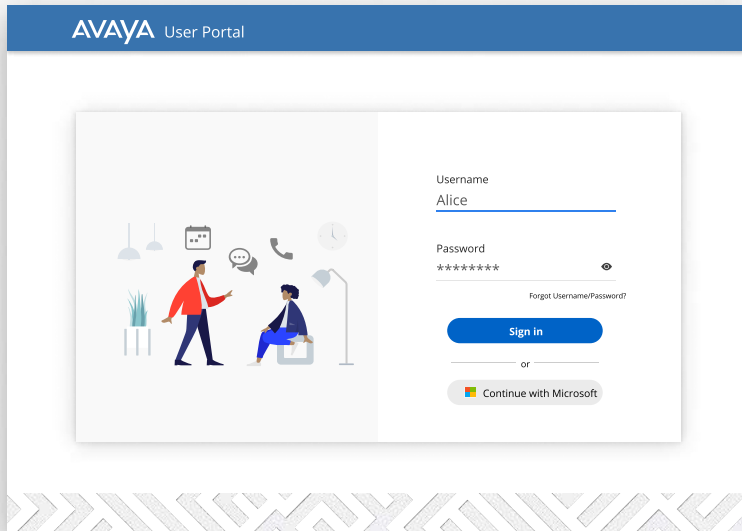 AVAYA User Portal
Username
Alice
Password
********
Forgot Username/Password?
Sign in
or
Continue with Microsoft